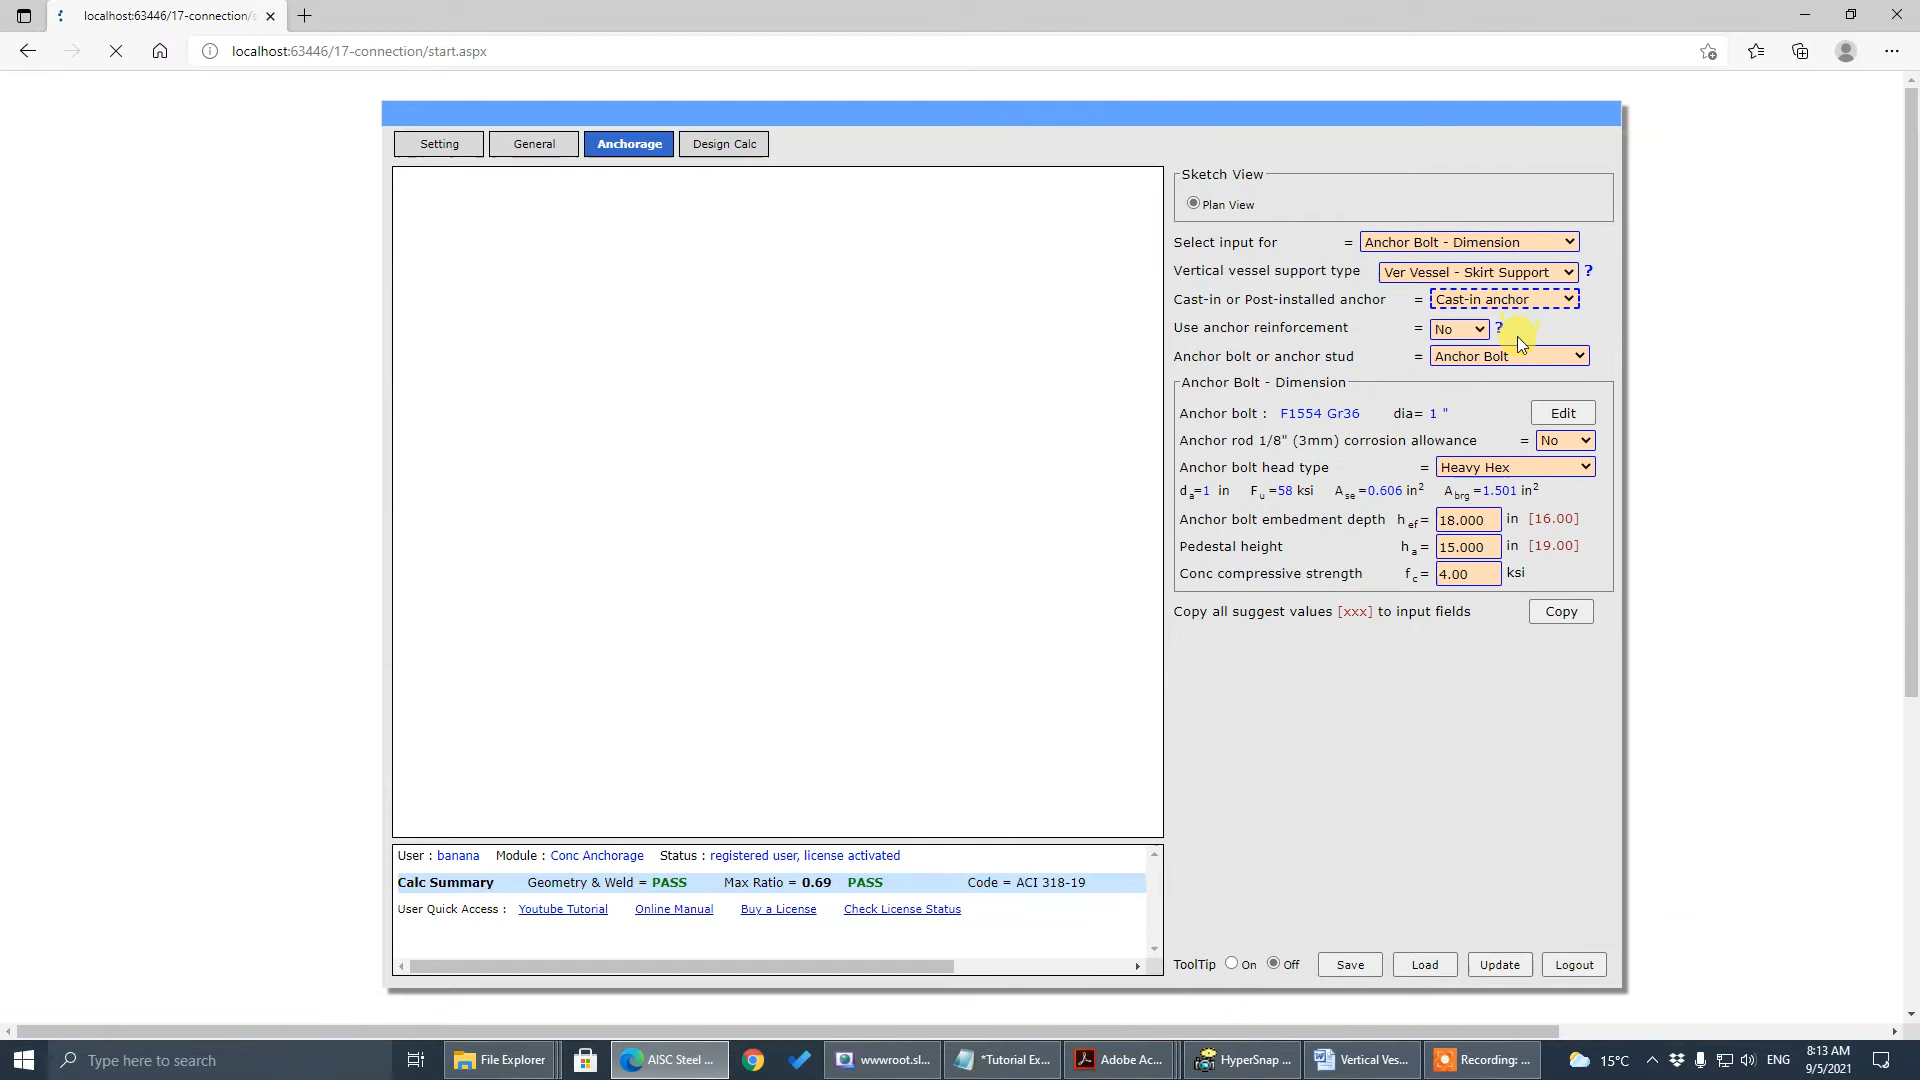 localhost:63446/17-connection/s
localhost:63446/17-connection/start.aspx
Setting
General
Anchorage
Design Calc
Sketch View
Plan View
Select input for = Anchor Bolt - Dimension
Vertical vessel support type Ver Vessel - Skirt Support ?
Cast-in or Post-installed anchor = Cast-in anchor
Use anchor reinforcement = No ?
Anchor bolt or anchor stud = Anchor Bolt
Anchor Bolt - Dimension
Anchor bolt : F1554 Gr36 dia= 1 " Edit
Anchor rod 1/8" (3mm) corrosion allowance = No
Anchor bolt head type = Heavy Hex
da=1 in Fu =58 ksi Ase =0.606 in2 Abrg =1.501 in2
Anchor bolt embedment depth hef= 18.000 in [16.00]
Pedestal height ha= 15.000 in [19.00]
Conc compressive strength fc= 4.00 ksi
Copy all suggest values [xxx] to input fields Copy
User : banana Module : Conc Anchorage Status : registered user, license activated
Calc Summary Geometry & Weld = PASS Max Ratio = 0.69 PASS Code = ACI 318-19
User Quick Access : Youtube Tutorial Online Manual Buy a License Check License Status
ToolTip On Off Save Load Update Logout
Type here to search
File Explorer
AISC Steel ...
wwwroot.sl...
*Tutorial Ex...
Adobe Ac...
HyperSnap ...
Vertical Ves...
Recording: ...
15°C
ENG
8:13 AM
9/5/2021